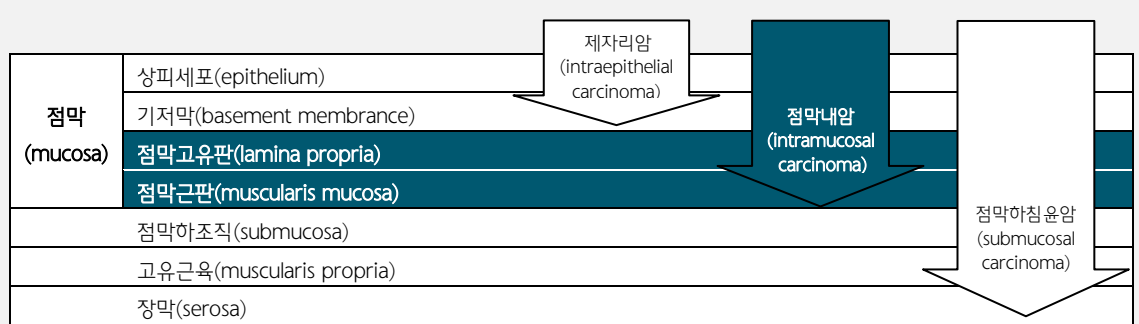 제자리암
(intraepithelial
carcinoma)
상피세포(epithelium)
점막
(mucosa)
기저막(basement membrance)
점막내암
(intramucosal
carcinoma)
점막고유판(lamina propria)
점막근판(muscularis mucosa)
점막하침윤암
(submucosal
carcinoma)
점막하조직(submucosa)
고유근육(muscularis propria)
장막(serosa)